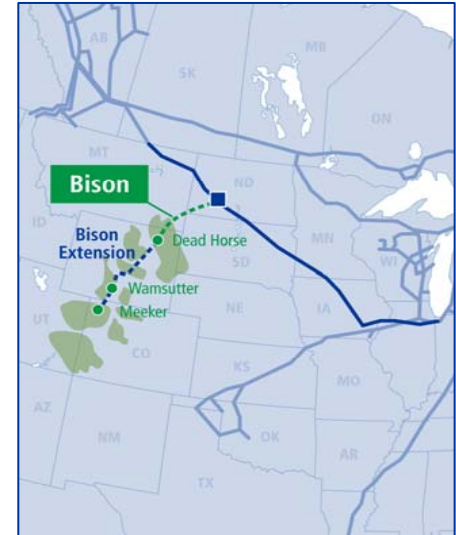 AB
SK
MB
ON
MT
ND
Bison
ID
Bison
Extension
Dead Horse
MN
SD
WI
Wamsutter
Meeker
UT
NE
IA
CO
KS
MO
AZ
NM
OK
AR
TX